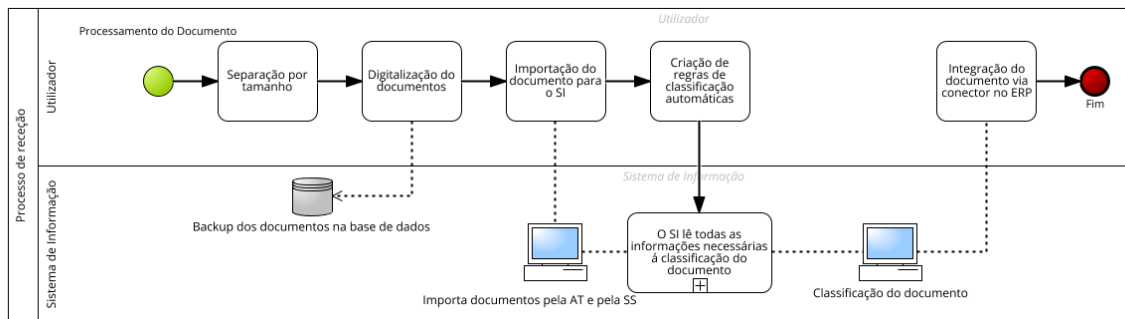 Processo de receção
Utilizador
Utilizador
Processamento do Documento
Separação por
tamanho
Digitalização do
documentos
Importação do
documento para
o SI
Criação de
regras de
classificação
automáticas
Integração do
documento via
conector no ERP
Fim
Sistema de Informação
Sistema de Informação
Backup dos documentos na base de dados
Importa documentos pela AT e pela SS
O SI lê todas as
informações necessárias
á classificação do
documento
Classificação do documento